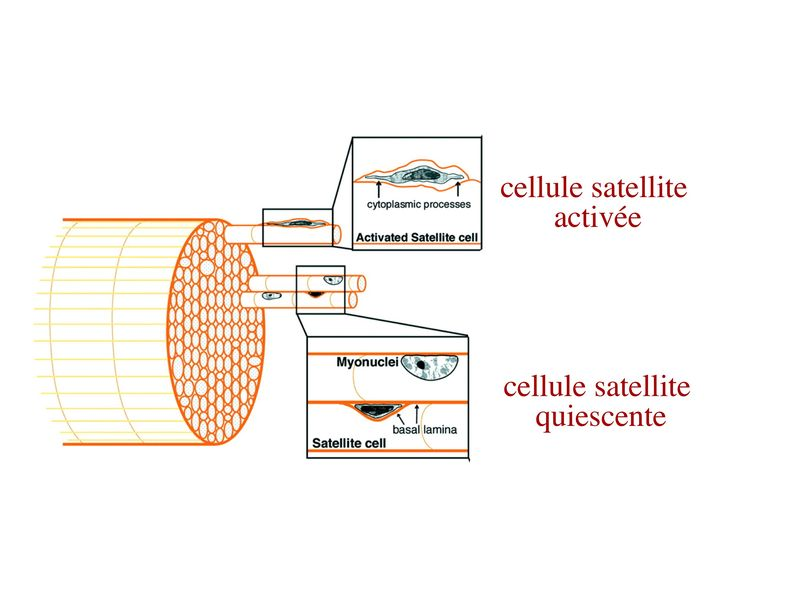 cytoplasmic processes
Activated Satellite cell
cellule satellite
activée
Myonuclei
basal lamina
Satellite cell
cellule satellite
quiescente